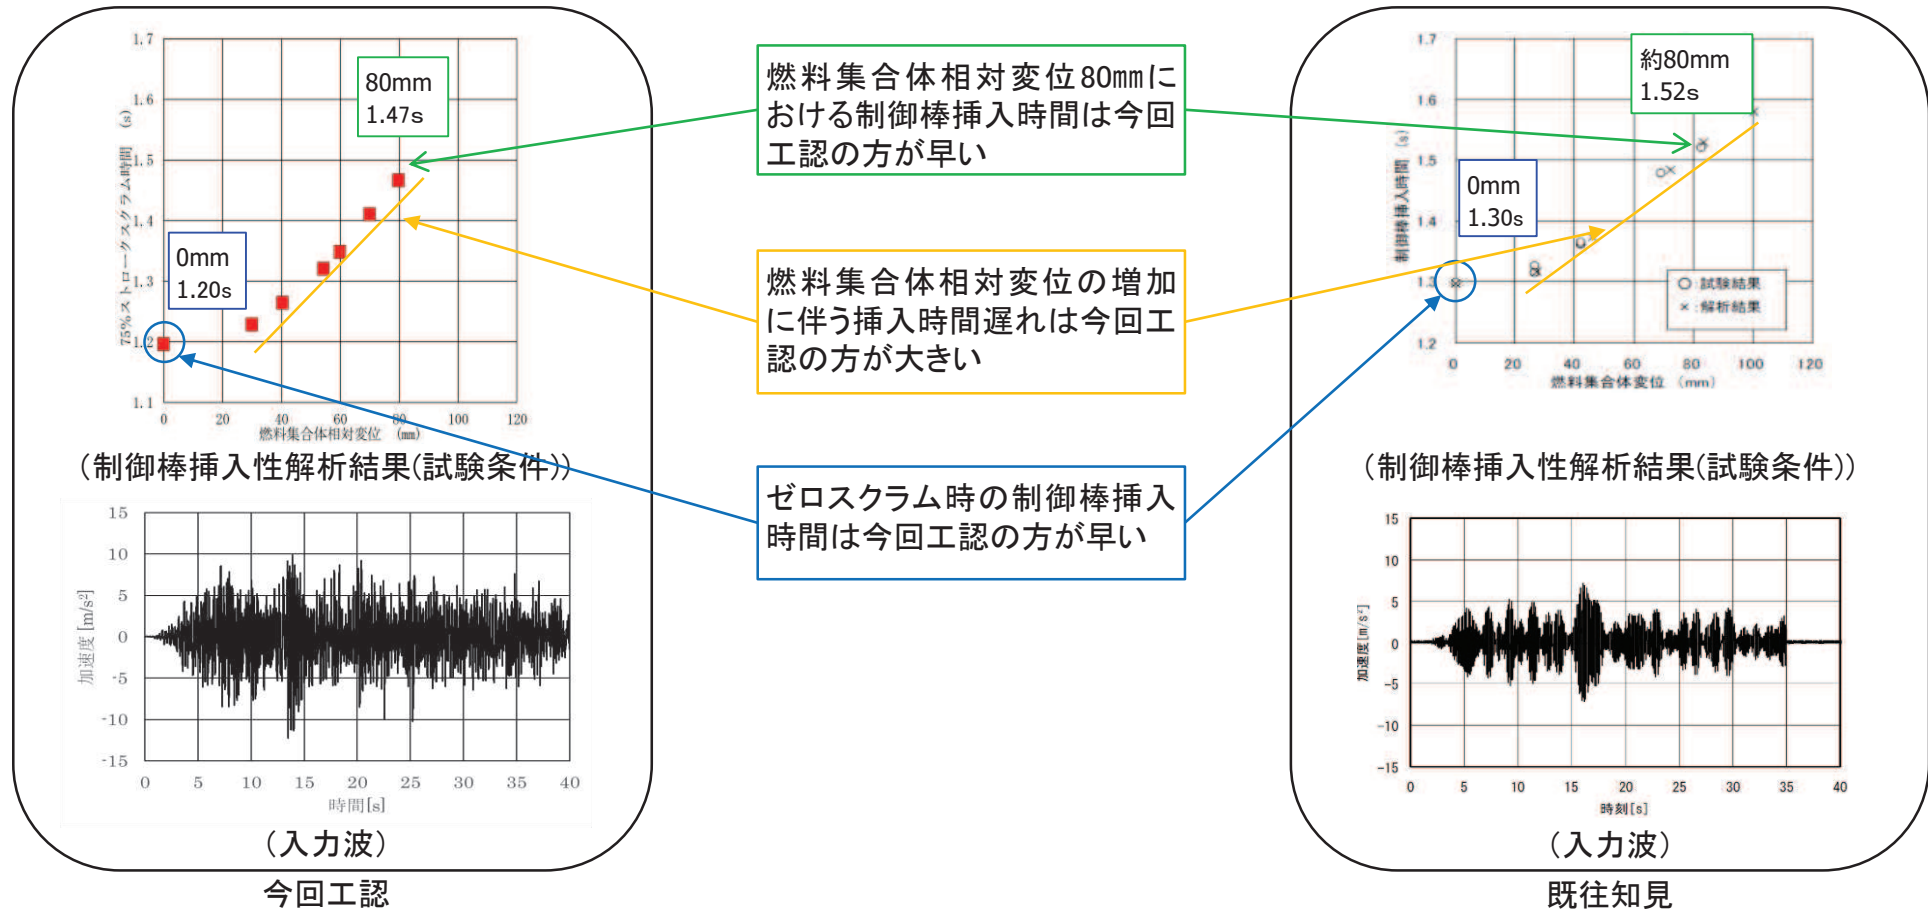 1.7
1.6
1.5
1.4
1.3
1.2
1.1
75%ストロークスクラム時間 (s)
80mm
1.47s
0mm
1.20s
0 20 40 60 80 100 120
燃料集合体相対変位 (mm)
(制御棒挿入性解析結果(試験条件))
15
10
5
0
-5
-10
-15
加速度[m/s²]
0 5 10 15 20 25 30 35 40
時間[s]
(入力波)
今回工認
燃料集合体相対変位80㎜に
おける制御棒挿入時間は今回
工認の方が早い
燃料集合体相対変位の増加
に伴う挿入時間遅れは今回工
認の方が大きい
ゼロスクラム時の制御棒挿入
時間は今回工認の方が早い
1.7
1.6
1.5
1.4
1.3
1.2
制御棒挿入時間 (s)
約80mm
1.52s
0mm
1.30s
○ 試験結果
× 解析結果
0 20 40 60 80 100 120
燃料集合体変位 (mm)
(制御棒挿入性解析結果(試験条件))
15
10
5
0
-5
-10
-15
加速度[m/s²]
0 5 10 15 20 25 30 35 40
時刻[s]
(入力波)
既往知見